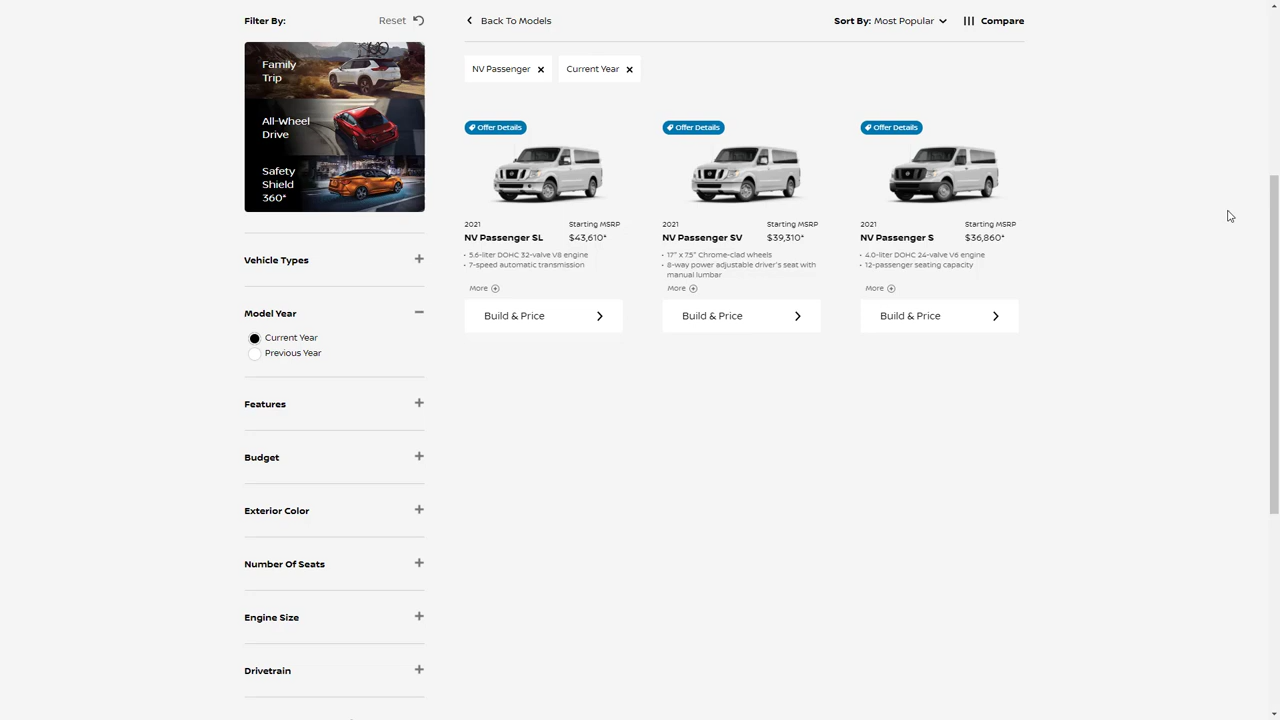 Filter By:
Reset
Family
Trip
All-Wheel
Drive
Safety
Shield
360*
Vehicle Types
Model Year
Current Year
Previous Year
Features
Budget
Exterior Color
Number Of Seats
Engine Size
Drivetrain
Back To Models
Sort By: Most Popular
Compare
NV Passenger
Current Year
Offer Details
2021
Starting MSRP
NV Passenger SL
$43,610*
• 5.6-liter DOHC 32-valve V8 engine
• 7-speed automatic transmission
More
Build & Price
Offer Details
2021
Starting MSRP
NV Passenger SV
$39,310*
• 17" x 7.5" Chrome-clad wheels
• 8-way power adjustable driver's seat with
manual lumbar
More
Build & Price
Offer Details
2021
Starting MSRP
NV Passenger S
$36,860*
• 4.0-liter DOHC 24-valve V6 engine
• 12-passenger seating capacity
More
Build & Price